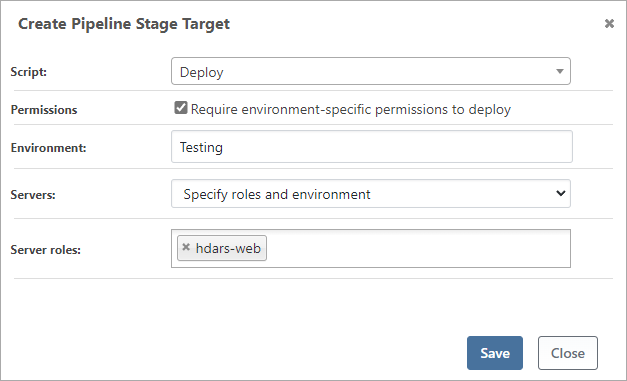 Create Pipeline Stage Target
Script: Deploy
Permissions Require environment-specific permissions to deploy
Environment: Testing
Servers: Specify roles and environment
Server roles: hdars-web
Save Close